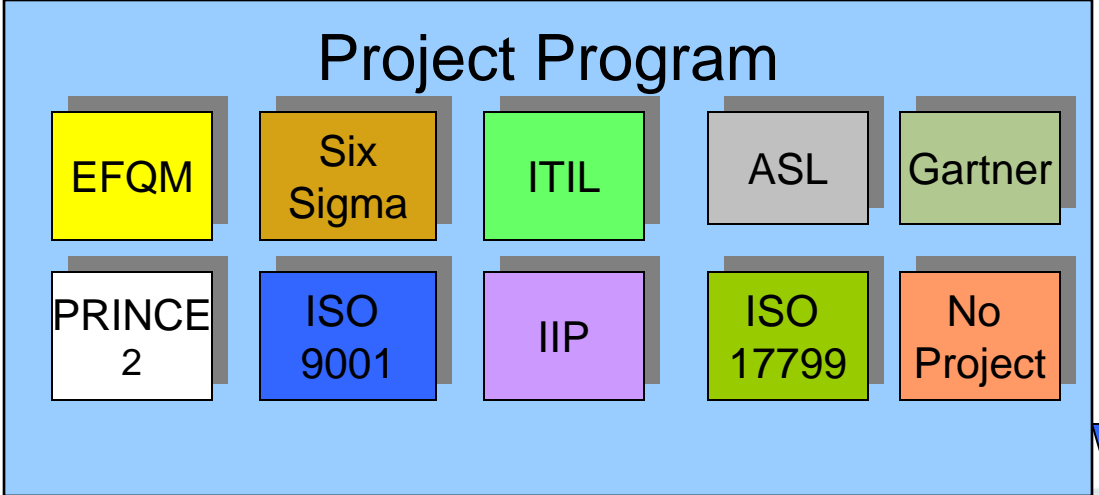 Project Program
EFQM
Six
Sigma
ITIL
ASL
Gartner
PRINCE
2
ISO
9001
IIP
ISO
17799
No
Project